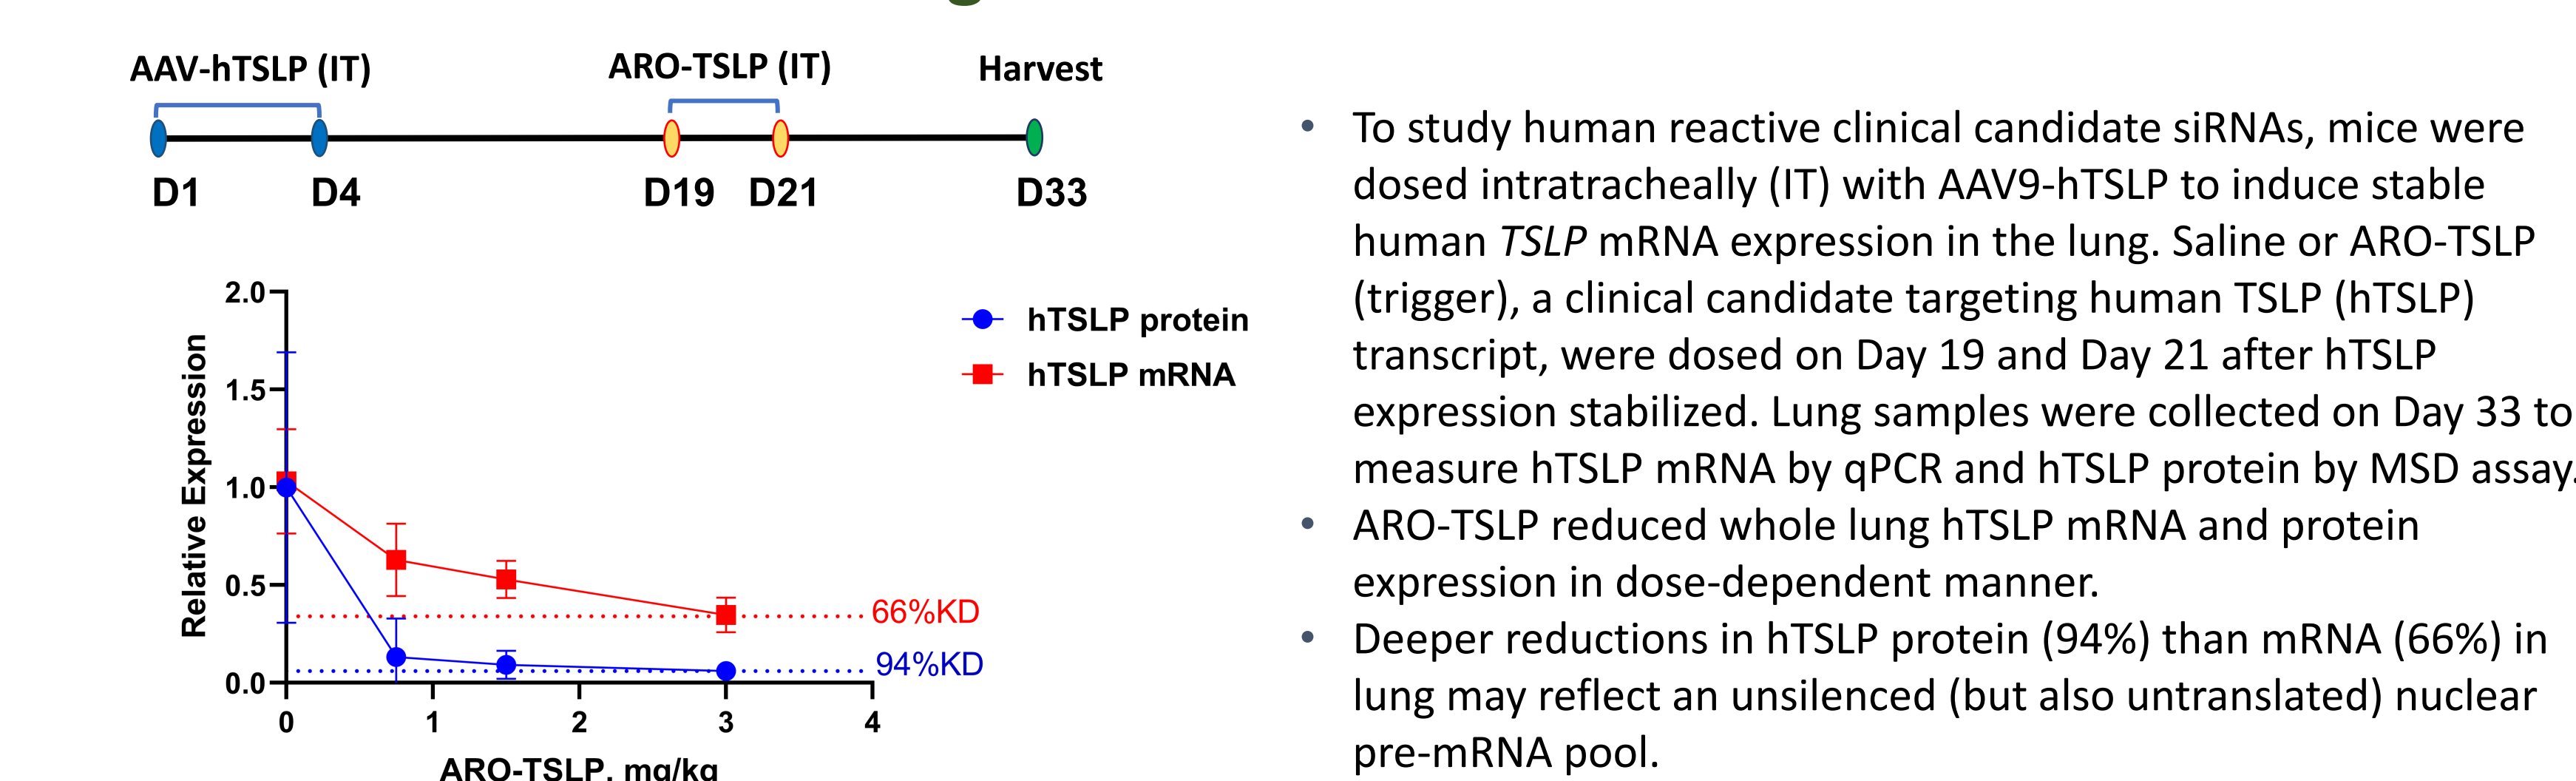 AAV-hTSLP (IT)
ARO-TSLP (IT)
Harvest
D1
D4
D19
D21
D33
2.0
1.5
1.0
0.5
0.0
Relative Expression
hTSLP protein
hTSLP mRNA
66%KD
94%KD
0
1
2
3
4
ARO-TSLP, mg/kg
• To study human reactive clinical candidate siRNAs, mice were
dosed intratracheally (IT) with AAV9-hTSLP to induce stable
human TSLP mRNA expression in the lung. Saline or ARO-TSLP
(trigger), a clinical candidate targeting human TSLP (hTSLP)
transcript, were dosed on Day 19 and Day 21 after hTSLP
expression stabilized. Lung samples were collected on Day 33 to
measure hTSLP mRNA by qPCR and hTSLP protein by MSD assay.
• ARO-TSLP reduced whole lung hTSLP mRNA and protein
expression in dose-dependent manner.
• Deeper reductions in hTSLP protein (94%) than mRNA (66%) in
lung may reflect an unsilenced (but also untranslated) nuclear
pre-mRNA pool.